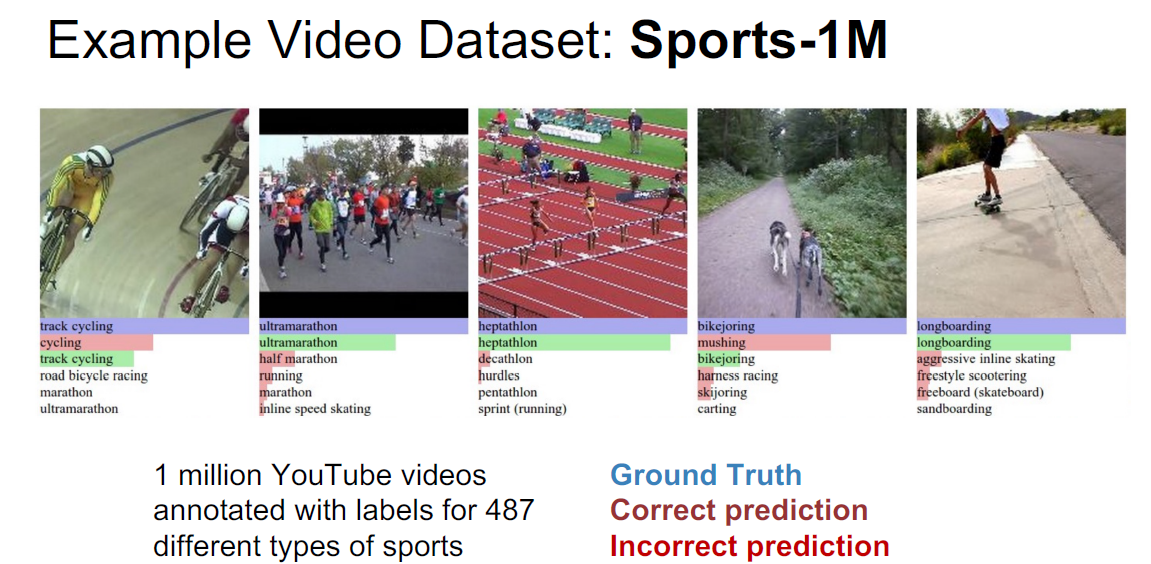 Example Video Dataset: Sports-1M
track cycling
cycling
track cycling
road bicycle racing
marathon
ultramarathon
ultramarathon
ultramarathon
half marathon
running
marathon
inline speed skating
heptathlon
heptathlon
decathlon
hurdles
pentathlon
sprint (running)
bikejoring
mushing
bikejoring
harness racing
skijoring
carting
longboarding
longboarding
aggressive inline skating
freestyle scootering
freeboard (skateboard)
sandboarding
1 million YouTube videos
annotated with labels for 487
different types of sports
Ground Truth
Correct prediction
Incorrect prediction